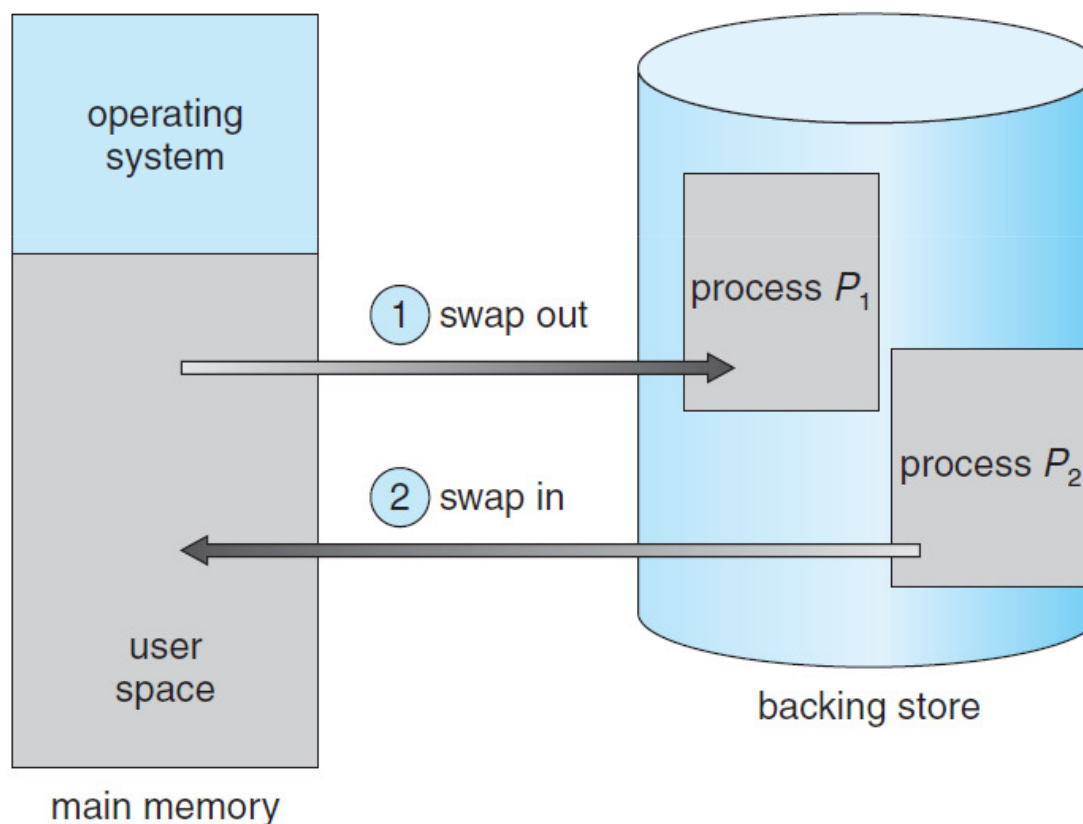 operating
system
process P1
1 swap out
process P2
2 swap in
user
space
backing store
main memory